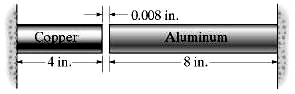 0.008 in.
Copper
Aluminum
4 in.
8 in.